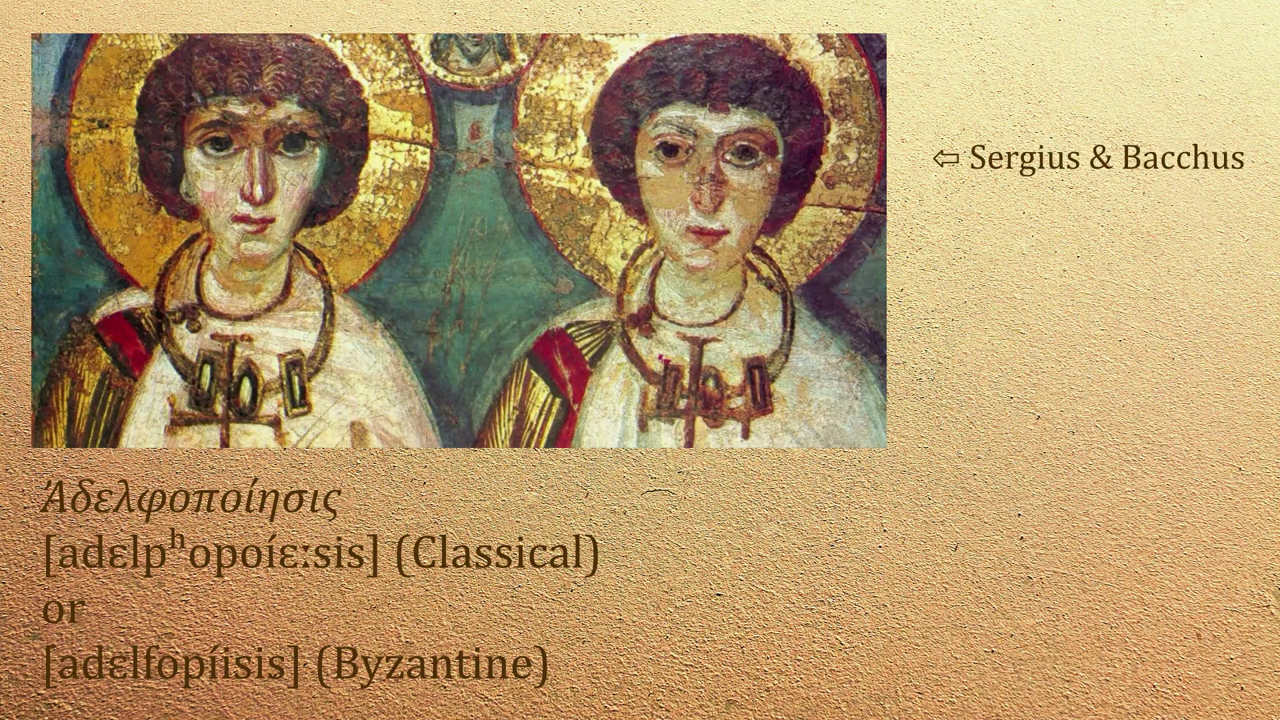 ⇦ Sergius & Bacchus
Ἀδελφοποίησις
[adɛlpʰopoíɛːsis] (Classical)
or
[adɛlfopíisis] (Byzantine)